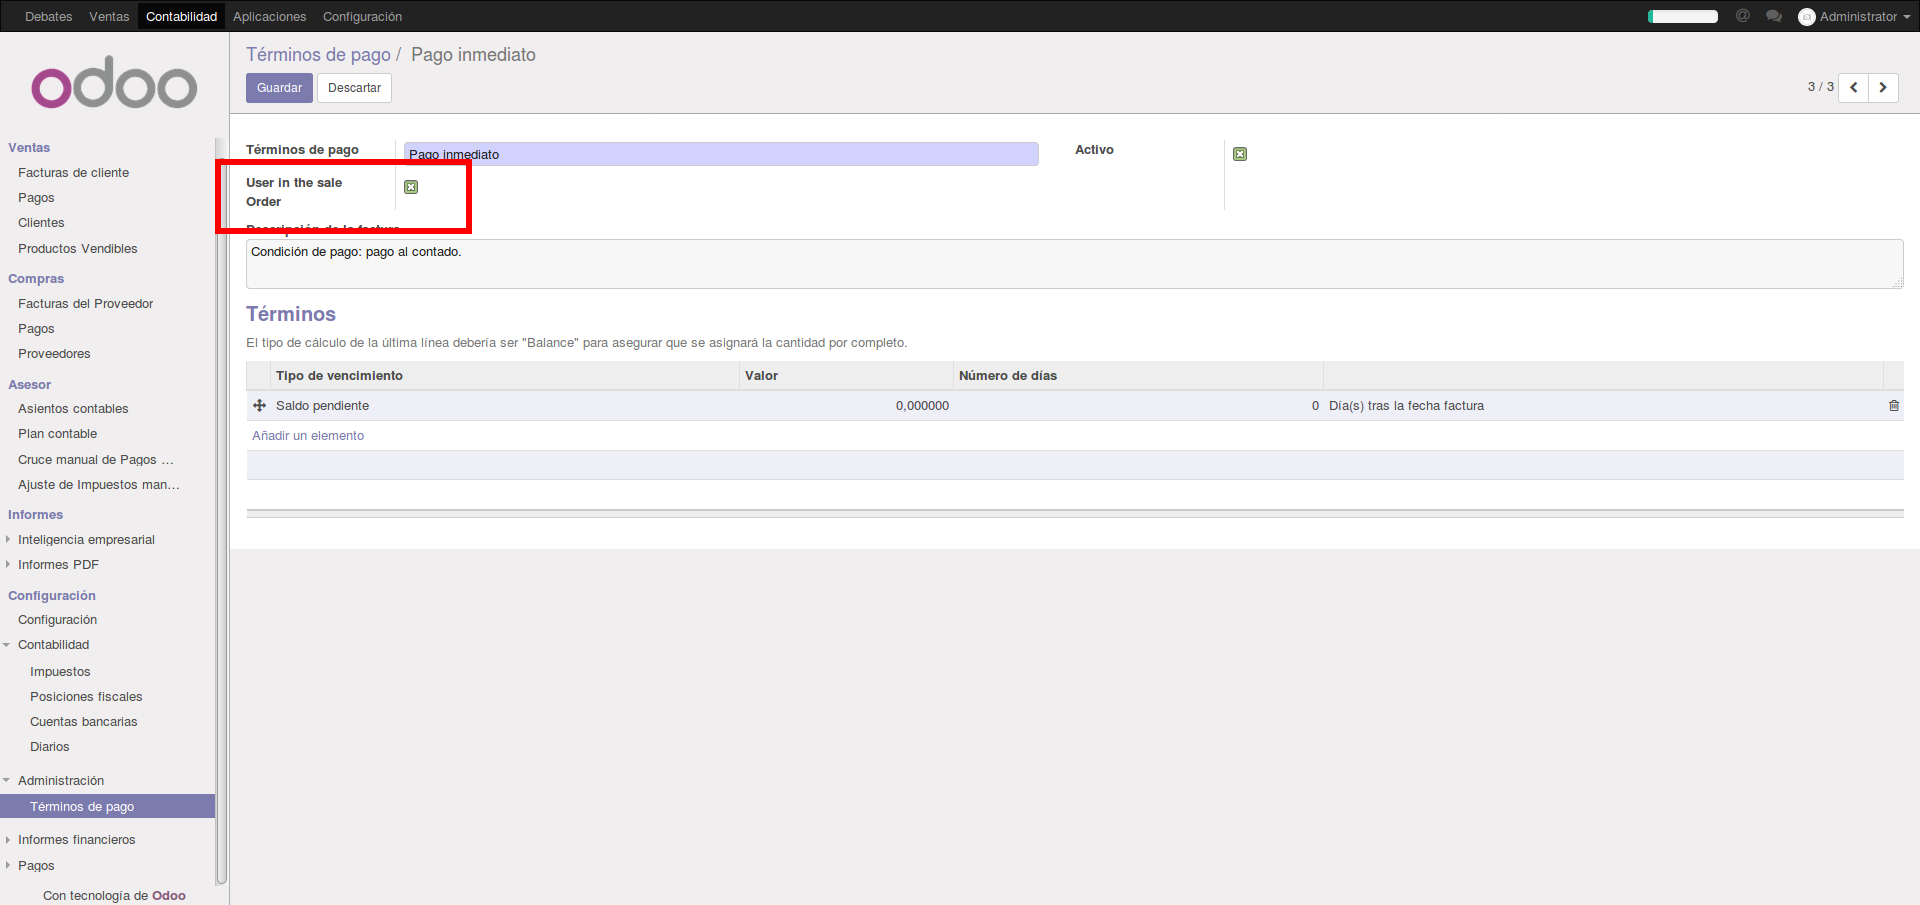 Debates Ventas Contabilidad Aplicaciones Configuración @ Administrator
odoo
Ventas
Facturas de cliente
Pagos
Clientes
Productos Vendibles
Compras
Facturas del Proveedor
Pagos
Proveedores
Asesor
Asientos contables
Plan contable
Cruce manual de Pagos ...
Ajuste de Impuestos man...
Informes
Inteligencia empresarial
Informes PDF
Configuración
Configuración
Contabilidad
Impuestos
Posiciones fiscales
Cuentas bancarias
Diarios
Administración
Términos de pago
Informes financieros
Pagos
Con tecnología de Odoo
Términos de pago / Pago inmediato
Guardar Descartar 3 / 3
Términos de pago Pago inmediato Activo
User in the sale
Order
Descripción de la factura
Condición de pago: pago al contado.
Términos
El tipo de cálculo de la última línea debería ser "Balance" para asegurar que se asignará la cantidad por completo.
Tipo de vencimiento Valor Número de días
Saldo pendiente 0,000000 0 Día(s) tras la fecha factura
Añadir un elemento